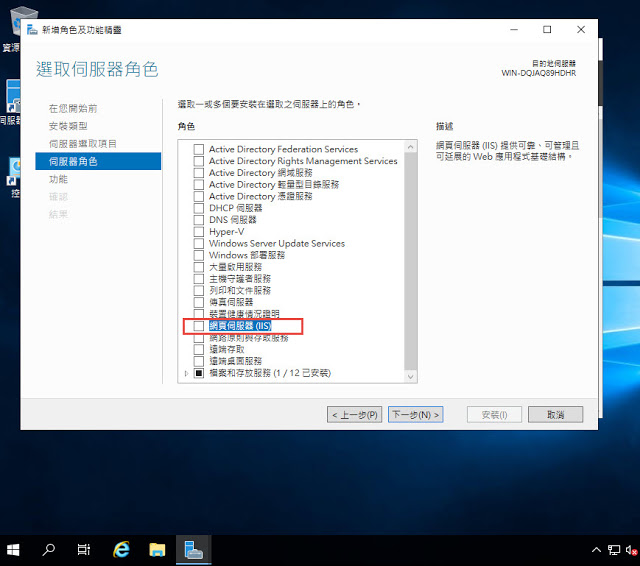 資源
伺服器
控
新增角色及功能精靈
選取伺服器角色
目的地伺服器
WIN-DQJAQ89HDHR
在您開始前
安裝類型
伺服器選取項目
伺服器角色
功能
確認
結果
選取一或多個要安裝在選取之伺服器上的角色。
角色
Active Directory Federation Services
Active Directory Rights Management Services
Active Directory 網域服務
Active Directory 輕量型目錄服務
Active Directory 憑證服務
DHCP 伺服器
DNS 伺服器
Hyper-V
Windows Server Update Services
Windows 部署服務
大量啟用服務
主機守護者服務
列印和文件服務
傳真伺服器
裝置健康情況證明
網頁伺服器 (IIS)
網路原則與存取服務
遠端存取
遠端桌面服務
檔案和存放服務 (1 / 12 已安裝)
描述
網頁伺服器 (IIS) 提供可靠、可管理且
可延展的 Web 應用程式基礎結構。
< 上一步(P)
下一步(N) >
安裝(I)
取消